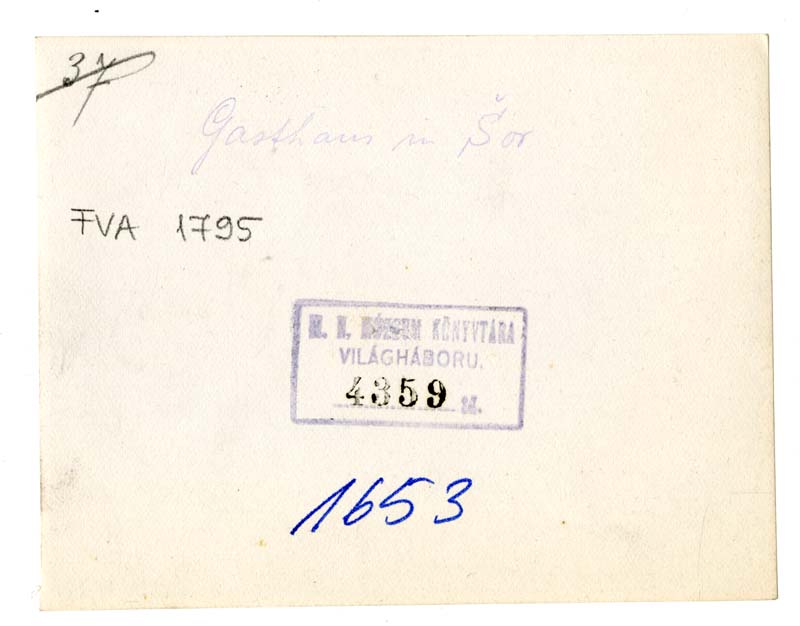 37
Gasthaus in Šor
FVA 1795
M. N. MÚZEUM KÖNYVTÁRA
VILÁGHÁBORU.
4359 sz.
1653